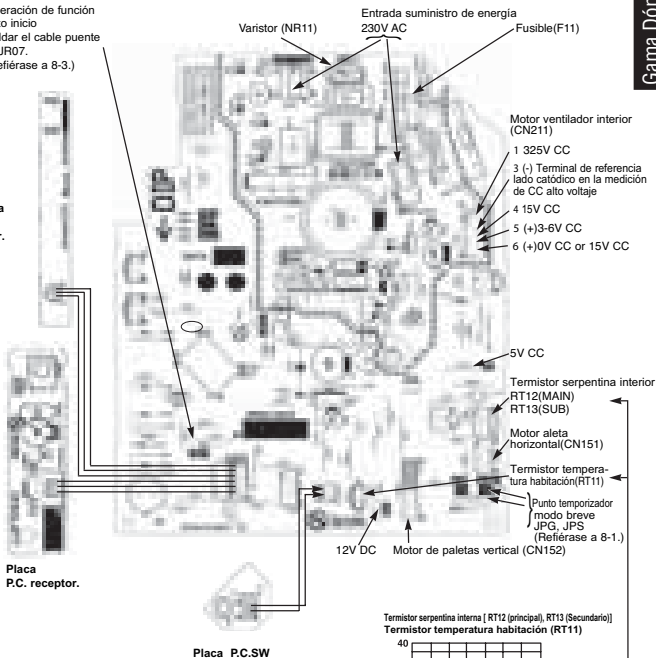 eración de función
to inicio
dar el cable puente
JR07.
efiérase a 8-3.)
Varistor (NR11)
Entrada suministro de energía
230V AC
Fusible(F11)
Gama Dón
Motor ventilador interior
(CN211)
1 325V CC
3 (-) Terminal de referencia
lado catódico en la medición
de CC alto voltaje
4 15V CC
5 (+)3-6V CC
6 (+)0V CC or 15V CC
a
r.
5V CC
Termistor serpentina interior
RT12(MAIN)
RT13(SUB)
Motor aleta
horizontal(CN151)
Termistor tempera-
tura habitación(RT11)
Punto temporizador
modo breve
JPG, JPS
(Refiérase a 8-1.)
12V DC
Motor de paletas vertical (CN152)
Placa
P.C. receptor.
Placa P.C.SW
Termistor serpentina interna [ RT12 (principal), RT13 (Secundario)]
Termistor temperatura habitación (RT11)
40